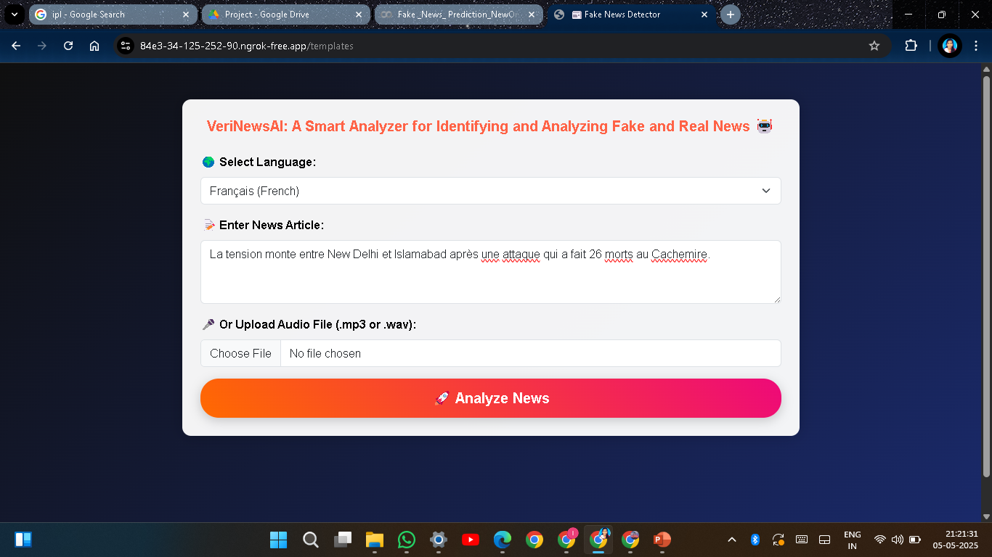 ipl - Google Search
Project - Google Drive
Fake _News_ Prediction_NewOr
Fake News Detector
84e3-34-125-252-90.ngrok-free.app/templates
VeriNewsAI: A Smart Analyzer for Identifying and Analyzing Fake and Real News
Select Language:
Français (French)
Enter News Article:
La tension monte entre New Delhi et Islamabad après une attaque qui a fait 26 morts au Cachemire.
Or Upload Audio File (.mp3 or .wav):
Choose File No file chosen
Analyze News
ENG
IN
21:21:31
05-05-2025